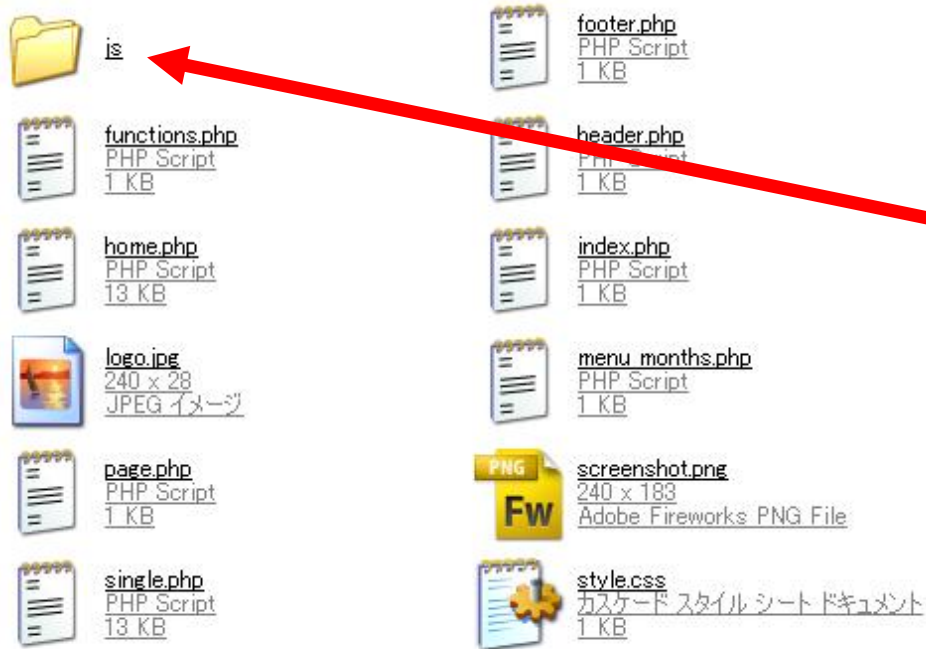 js
footer.php
PHP Script
1 KB
functions.php
PHP Script
1 KB
header.php
PHP Script
1 KB
home.php
PHP Script
13 KB
index.php
PHP Script
1 KB
logo.jpg
240 x 28
JPEG イメージ
menu_months.php
PHP Script
1 KB
page.php
PHP Script
1 KB
PNG
Fw
screenshot.png
240 x 183
Adobe Fireworks PNG File
single.php
PHP Script
13 KB
style.css
カスケード スタイル シート ドキュメント
1 KB